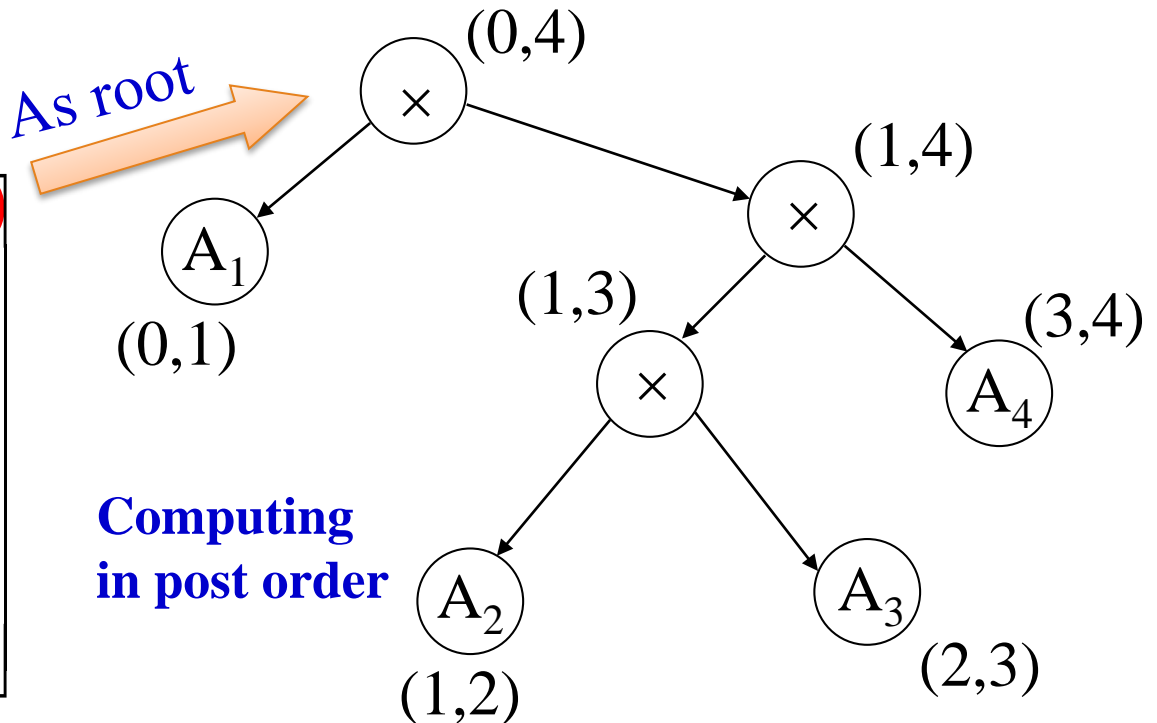 (0,4)
As root
×
(1,4)
×
A₁
(1,3)
(3,4)
(0,1)
×
A₄
Computing
in post order
A₂
A₃
(1,2)
(2,3)